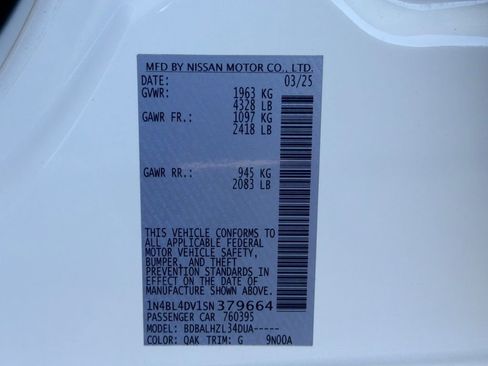 MFD BY NISSAN MOTOR CO., LTD.
DATE: 03/25
GVWR: 1963 KG
4328 LB
GAWR FR.: 1097 KG
2418 LB
GAWR RR.: 945 KG
2083 LB
THIS VEHICLE CONFORMS TO
ALL APPLICABLE FEDERAL
MOTOR VEHICLE SAFETY,
BUMPER, AND THEFT
PREVENTION STANDARDS IN
EFFECT ON THE DATE OF
MANUFACTURE SHOWN ABOVE.
1N4BL4DV1SN379664
PASSENGER CAR 760395
MODEL: BDBALHZL34DUA-----
COLOR: QAK TRIM: G 9N00A